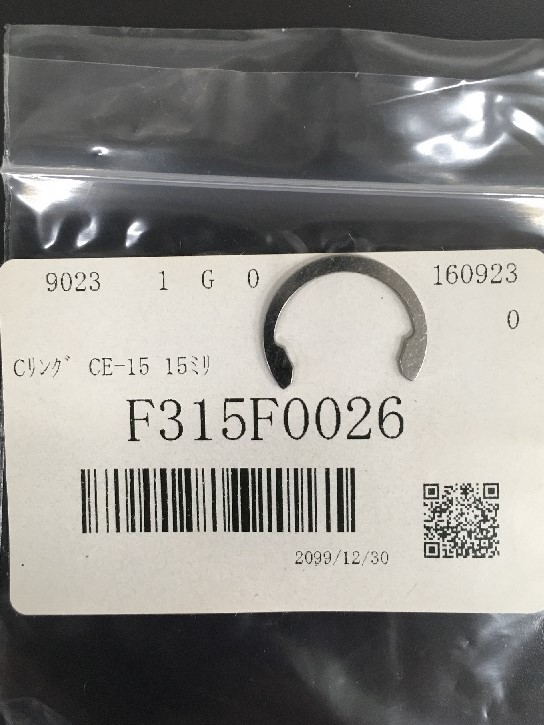 9023 1 G 0 160923
0
Cﾘﾝｸﾞ CE-15 15ﾐﾘ
F315F0026
2099/12/30